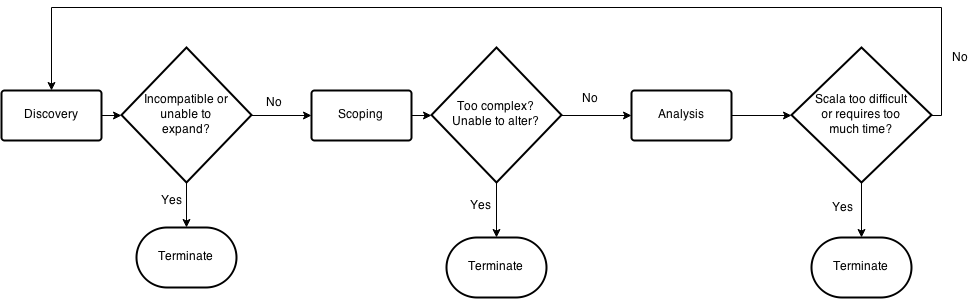 No
Discovery
Incompatible or
unable to
expand?
No
Scoping
Too complex?
Unable to alter?
No
Analysis
Scala too difficult
or requires too
much time?
Yes
Yes
Yes
Terminate
Terminate
Terminate